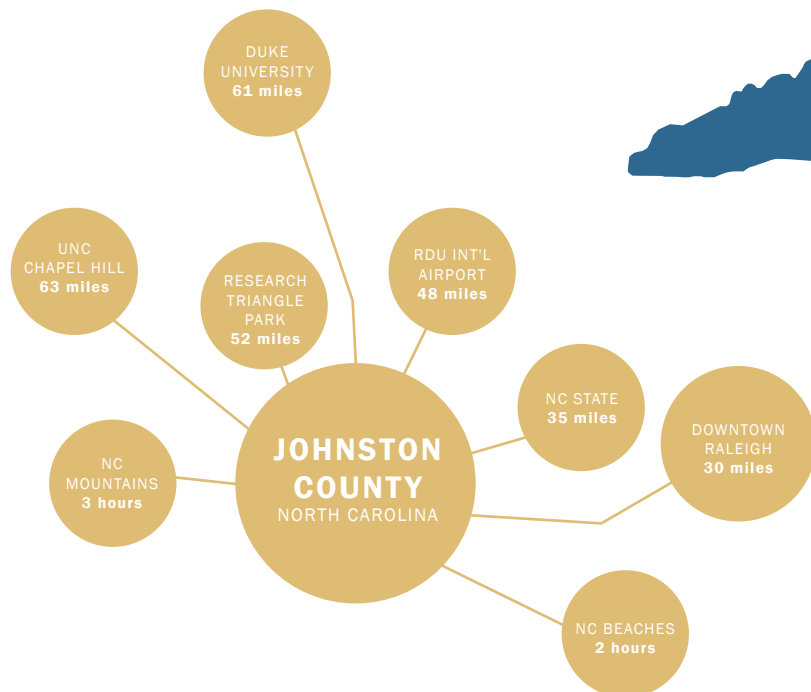 DUKE
UNIVERSITY
61 miles
UNC
CHAPEL HILL
63 miles
RESEARCH
TRIANGLE
PARK
52 miles
RDU INT'L
AIRPORT
48 miles
NC STATE
35 miles
DOWNTOWN
RALEIGH
30 miles
JOHNSTON
COUNTY
NORTH CAROLINA
NC
MOUNTAINS
3 hours
NC BEACHES
2 hours